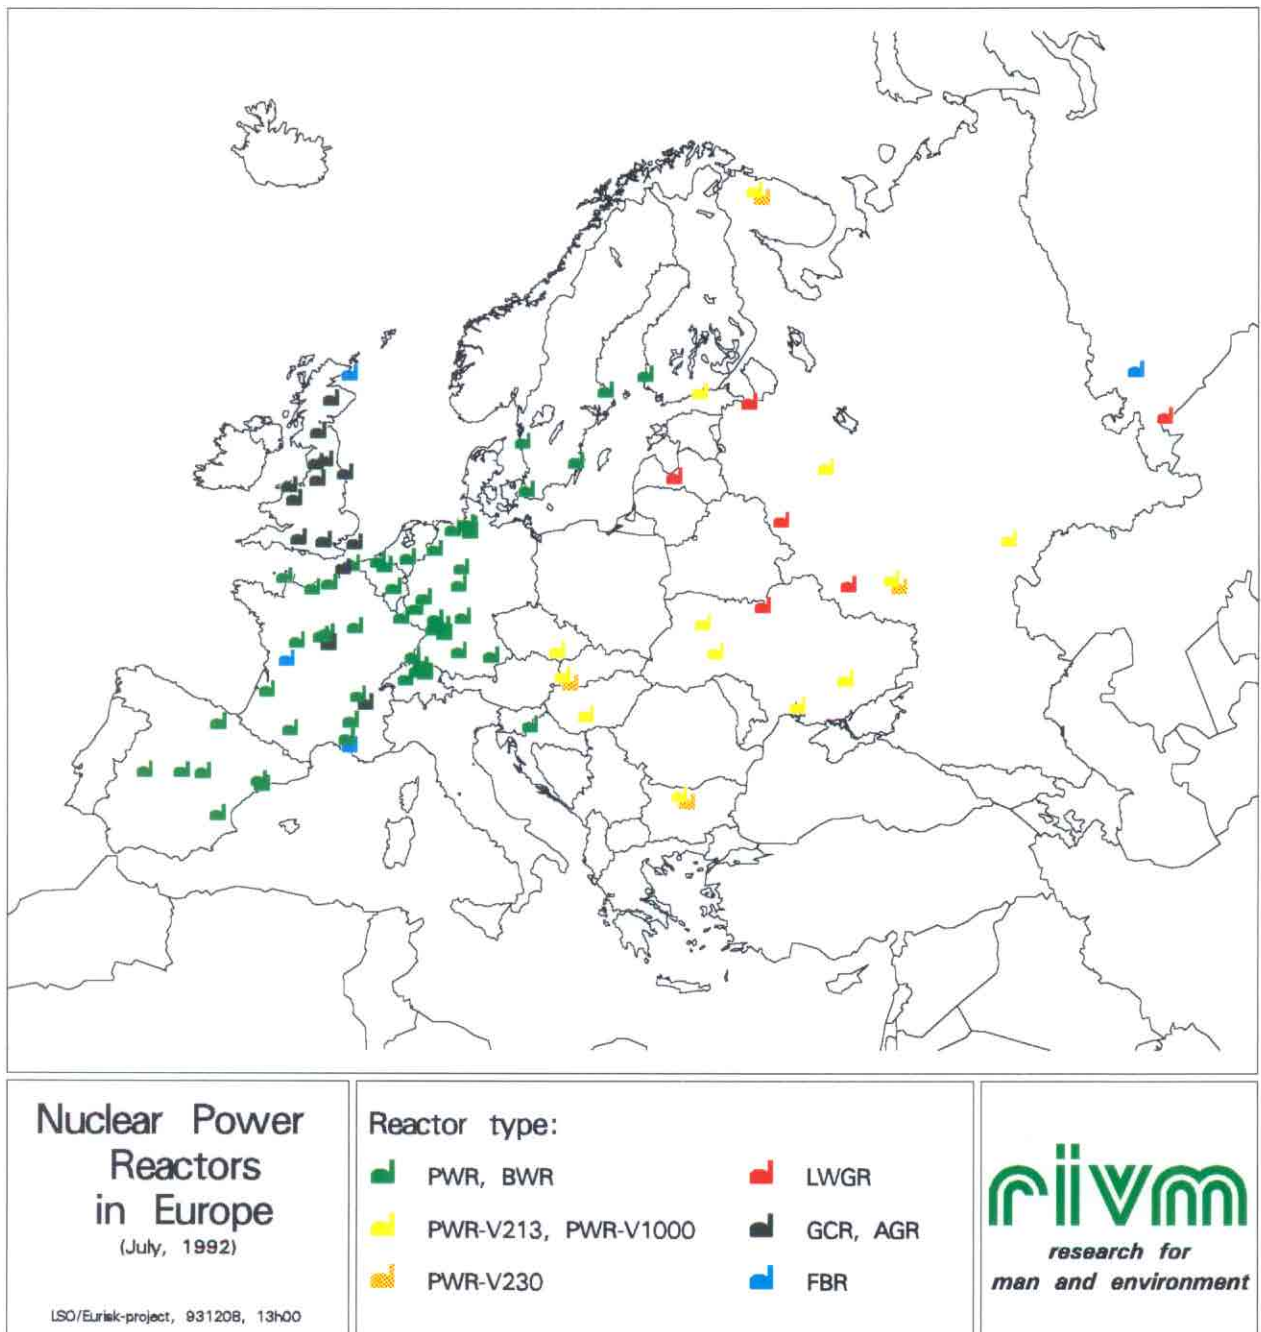 Nuclear Power
Reactors
in Europe
(July, 1992)
LSO/Eurisk-project, 931208, 13h00
Reactor type:
PWR, BWR
PWR-V213, PWR-V1000
PWR-V230
LWGR
GCR, AGR
FBR
riivm
research for
man and environment